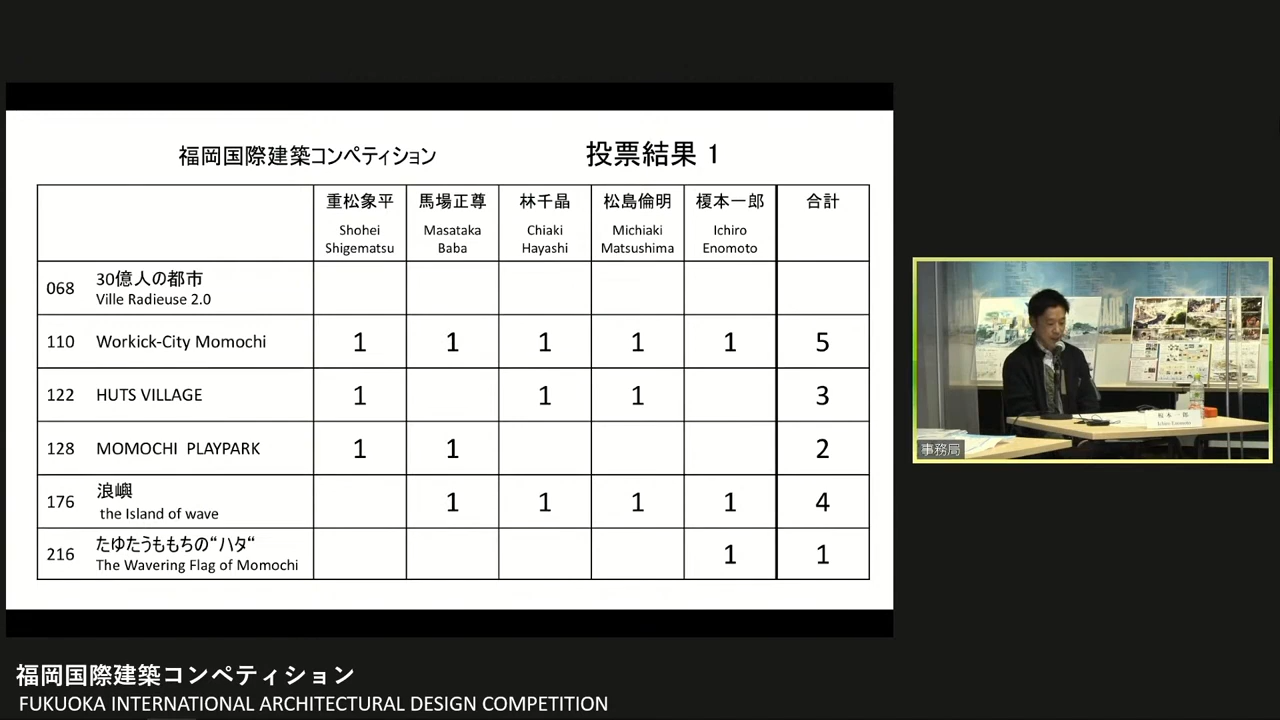 福岡国際建築コンペティション
投票結果 1
重松象平
馬場正尊
林千晶
松島倫明
榎本一郎
合計
Shohei
Shigematsu
Masataka
Baba
Chiaki
Hayashi
Michiaki
Matsushima
Ichiro
Enomoto
068
30億人の都市
Ville Radieuse 2.0
110 Workick-City Momochi 1 1 1 1 1 5
122 HUTS VILLAGE 1 1 1 3
128 MOMOCHI PLAYPARK 1 1 2
176
浪嶼
the Island of wave
1 1 1 1 4
216
たゆたうももちの“ハタ“
The Wavering Flag of Momochi
1 1
榎本一郎
Ichiro Enomoto
事務局
福岡国際建築コンペティション
FUKUOKA INTERNATIONAL ARCHITECTURAL DESIGN COMPETITION